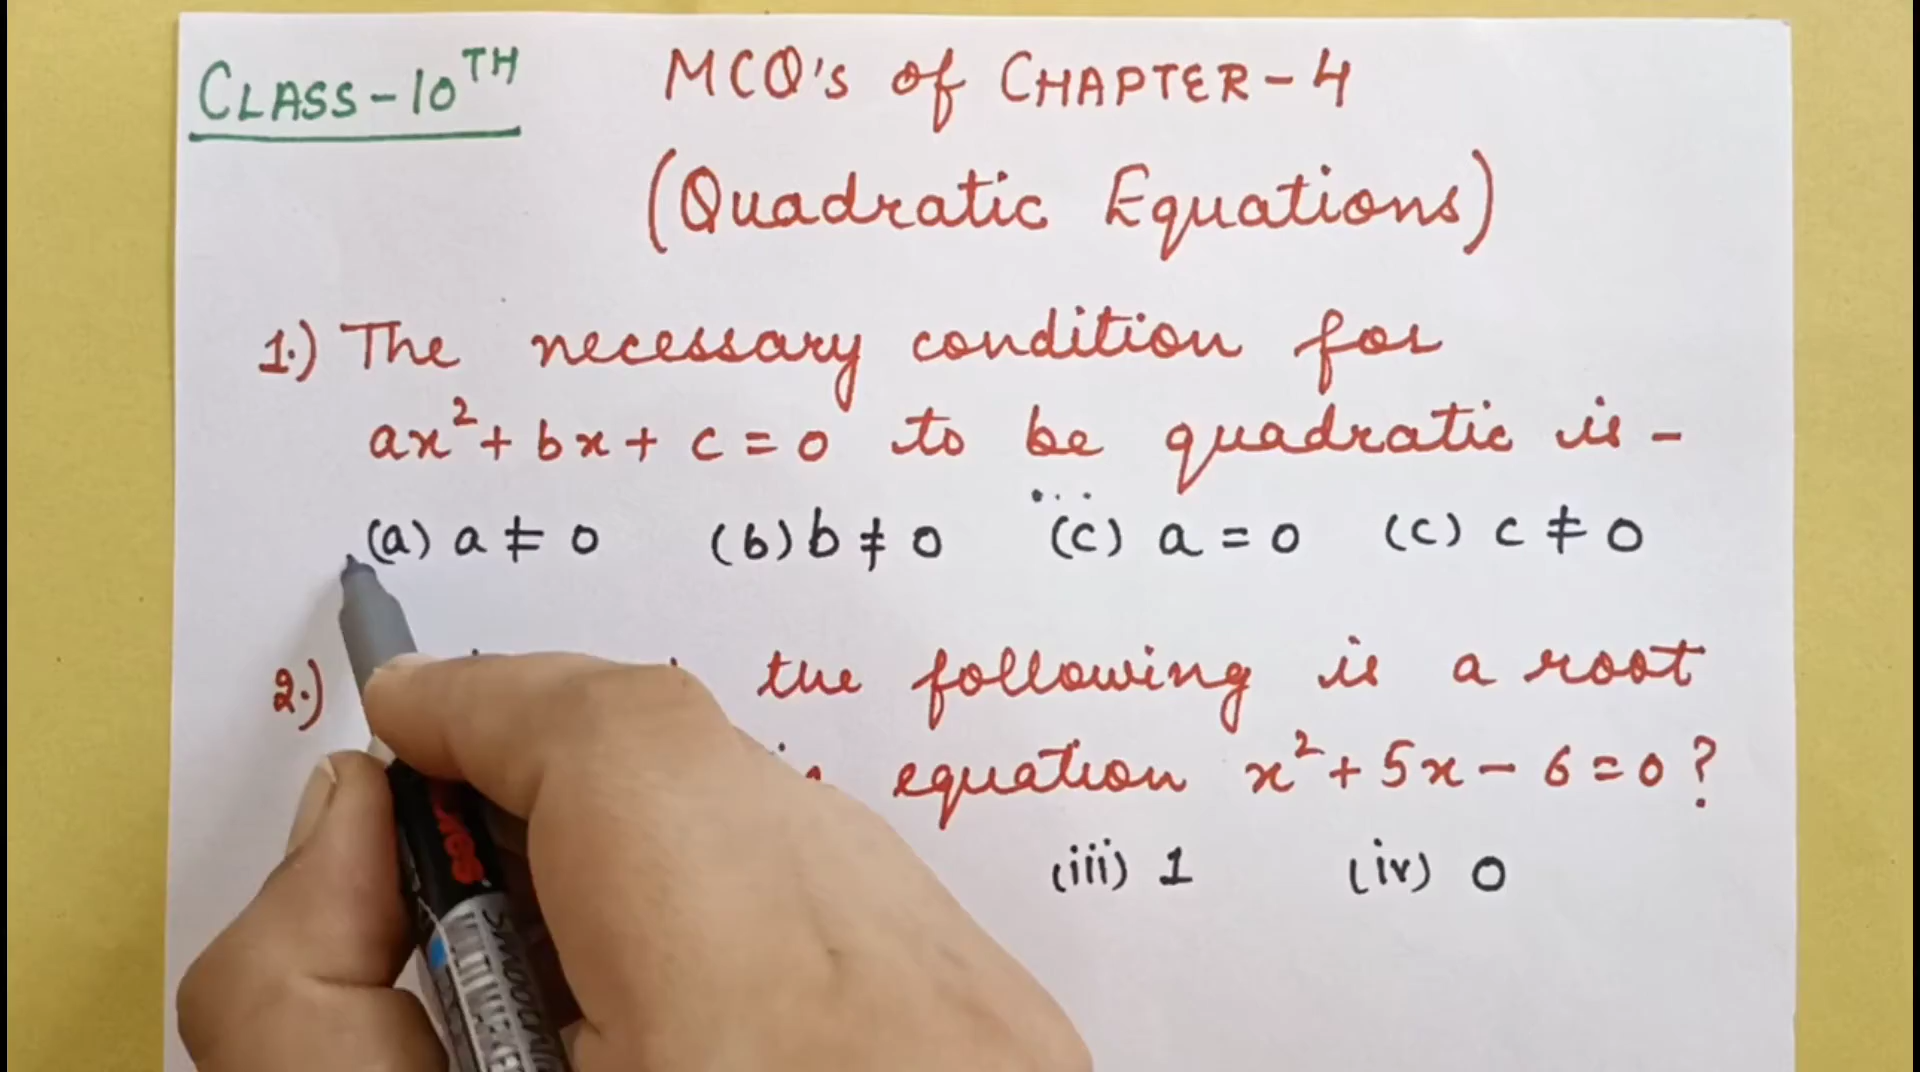 CLASS-10TH
MCQ's of CHAPTER-4
(Quadratic Equations)
1.) The necessary condition for
ax²+bx+c=0 to be quadratic is-
(a) a ≠ 0 (b) b ≠ 0 (c) a = 0 (c) c ≠ 0
2.) the following is a root
equation x²+5x-6=0?
(iii) 1 (iv) 0